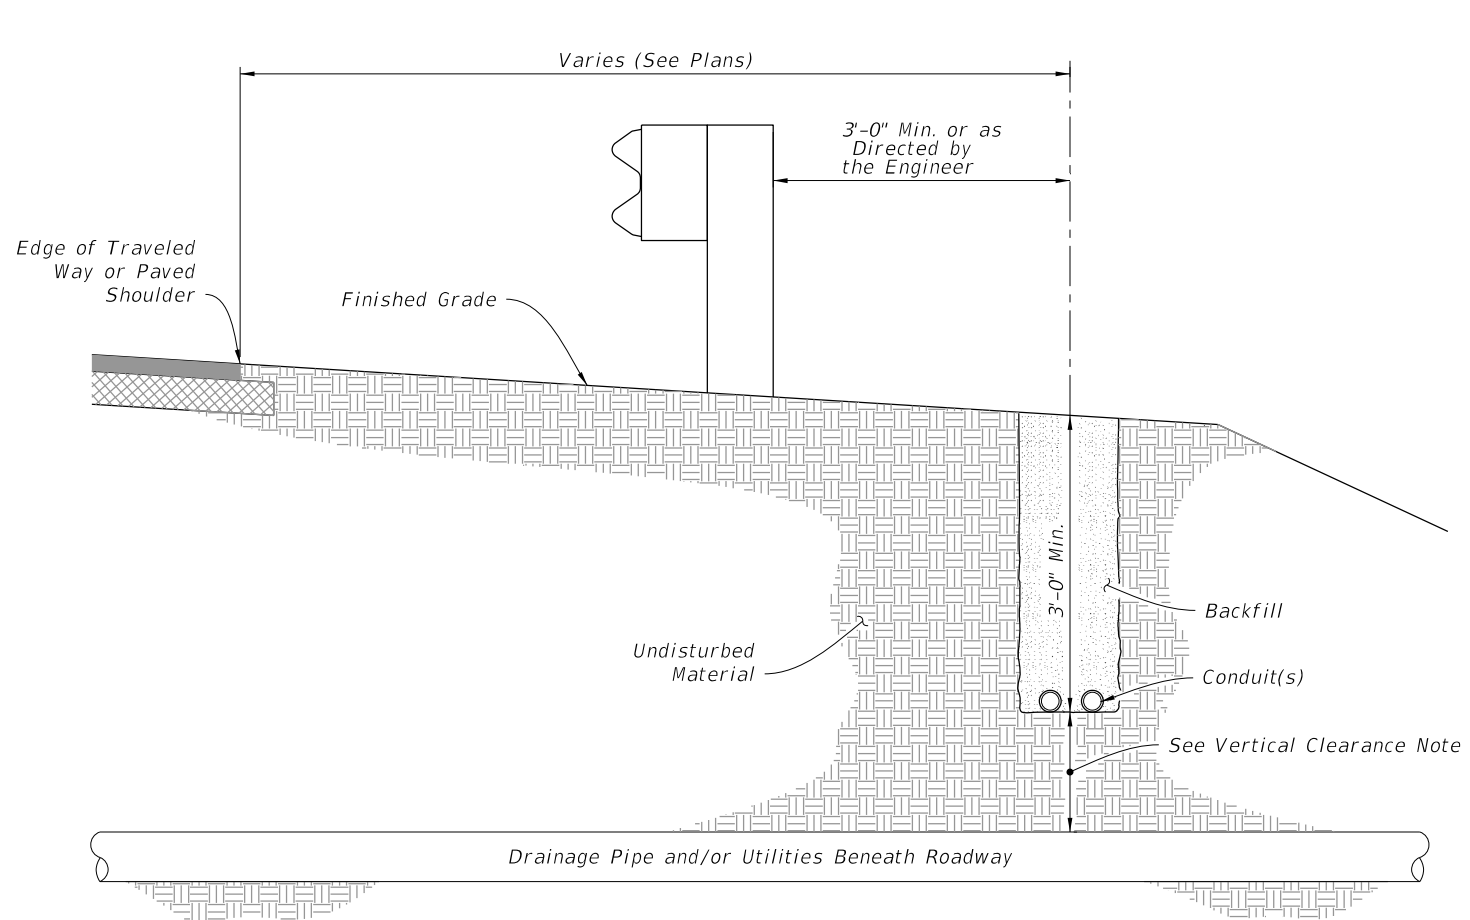 Varies (See Plans)
3'-0" Min. or as
Directed by
the Engineer
Edge of Traveled
Way or Paved
Shoulder
Finished Grade
3'-0" Min.
Backfill
Undisturbed
Material
Conduit(s)
See Vertical Clearance Note
Drainage Pipe and/or Utilities Beneath Roadway